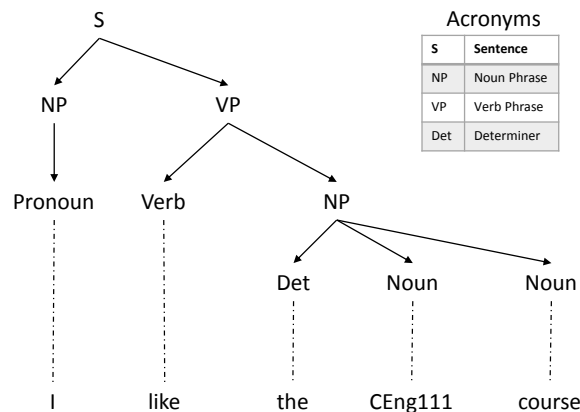 S
Acronyms
S Sentence
NP Noun Phrase
VP Verb Phrase
Det Determiner
NP VP
Pronoun Verb NP
Det Noun Noun
I like the CEng111 course